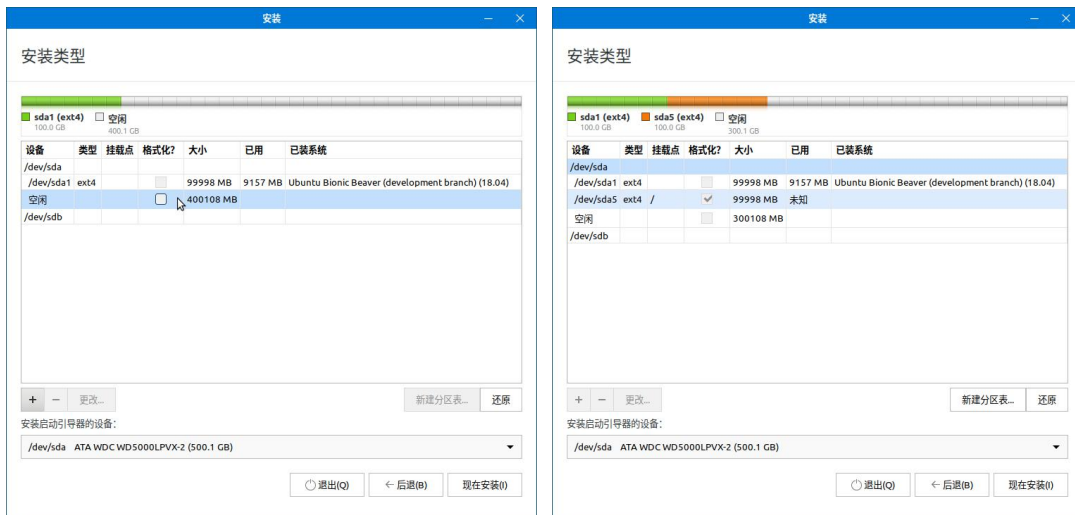 安装
安装类型
sda1 (ext4) 空闲
100.0 GB 400.1 GB
设备 类型 挂载点 格式化? 大小 已用 已装系统
/dev/sda
/dev/sda1 ext4 99998 MB 9157 MB Ubuntu Bionic Beaver (development branch) (18.04)
空闲 400108 MB
/dev/sdb
+ − 更改... 新建分区表... 还原
安装启动引导器的设备:
/dev/sda ATA WDC WD5000LPVX-2 (500.1 GB)
退出(Q) 后退(B) 现在安装(I)
安装
安装类型
sda1 (ext4) sda5 (ext4) 空闲
100.0 GB 100.0 GB 300.1 GB
设备 类型 挂载点 格式化? 大小 已用 已装系统
/dev/sda
/dev/sda1 ext4 99998 MB 9157 MB Ubuntu Bionic Beaver (development branch) (18.04)
/dev/sda5 ext4 / 99998 MB 未知
空闲 300108 MB
/dev/sdb
+ − 更改... 新建分区表... 还原
安装启动引导器的设备:
/dev/sda ATA WDC WD5000LPVX-2 (500.1 GB)
退出(Q) 后退(B) 现在安装(I)